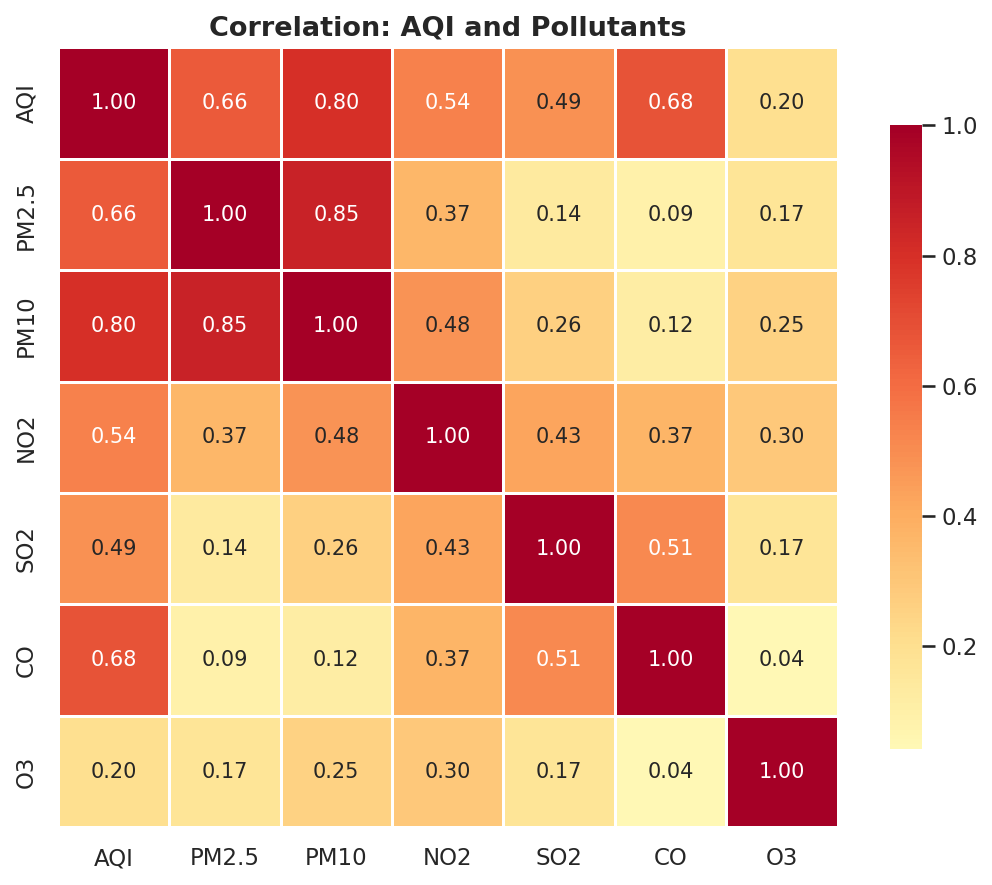 Correlation: AQI and Pollutants
AQI 1.00 0.66 0.80 0.54 0.49 0.68 0.20
PM2.5 0.66 1.00 0.85 0.37 0.14 0.09 0.17
PM10 0.80 0.85 1.00 0.48 0.26 0.12 0.25
NO2 0.54 0.37 0.48 1.00 0.43 0.37 0.30
SO2 0.49 0.14 0.26 0.43 1.00 0.51 0.17
CO 0.68 0.09 0.12 0.37 0.51 1.00 0.04
O3 0.20 0.17 0.25 0.30 0.17 0.04 1.00
AQI PM2.5 PM10 NO2 SO2 CO O3
1.0
0.8
0.6
0.4
0.2